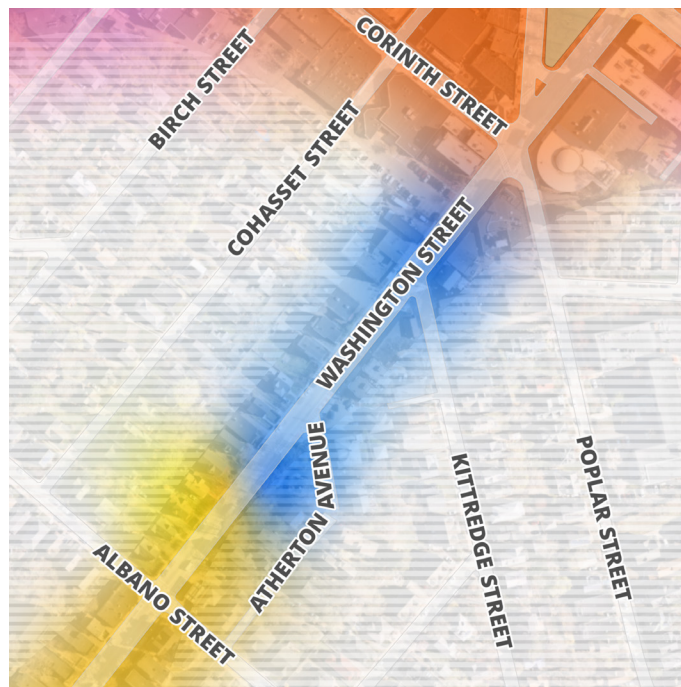 CORINTH STREET
BIRCH STREET
COHASSET STREET
WASHINGTON STREET
ATHERTON AVENUE
KITTREDGE STREET
POPLAR STREET
ALBANO STREET